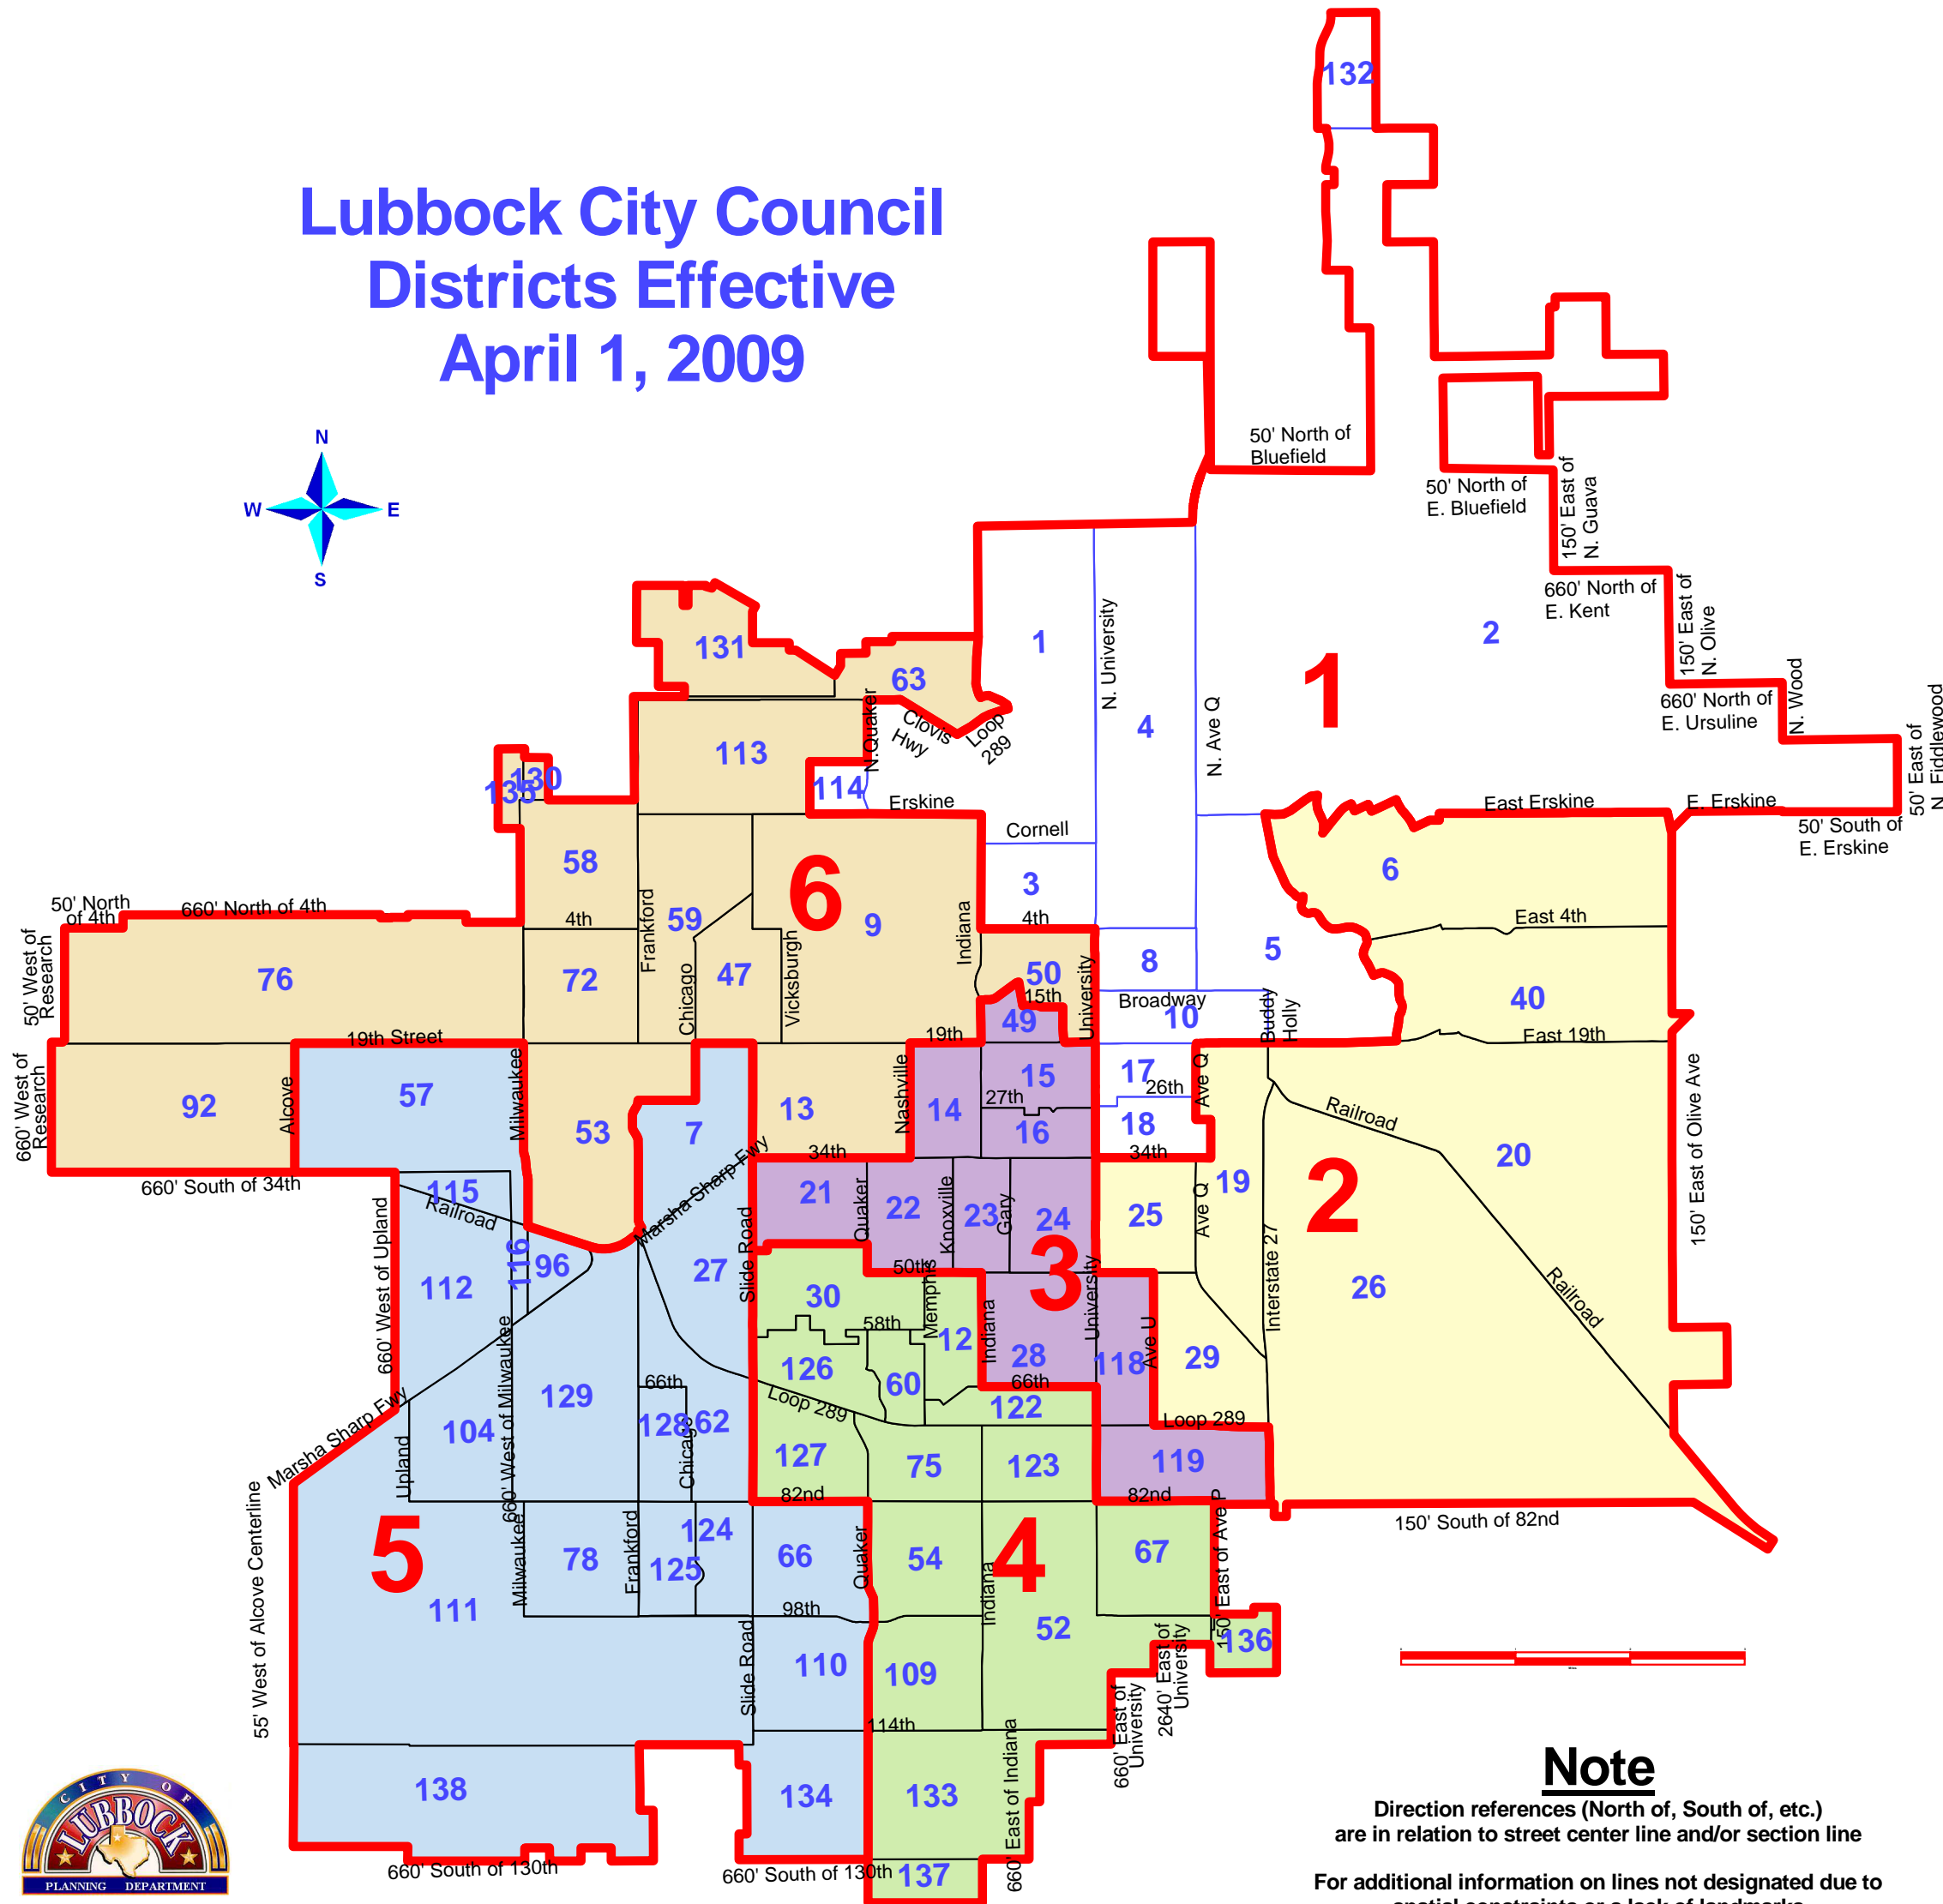 Lubbock City Council
Districts Effective
April 1, 2009
N
W
E
S
132
50' North of
Bluefield
50' North of
E. Bluefield
150' East of
N. Guava
660' North of
E. Kent
150' East of
N. Olive
660' North of
E. Ursuline
N. Wood
50' East of
N. Fiddlewood
50' South of
E. Erskine
1
2
1
4
N. University
N. Ave Q
131
63
N.Quaker
Clovis
Hwy
Loop
289
113
114
Erskine
East Erskine
E. Erskine
135
130
Cornell
58
6
9
3
6
59
4th
4th
East 4th
50' North
of 4th
660' North of 4th
50' West of
Research
76
72
Frankford
47
Chicago
Vicksburgh
Indiana
50
15th
49
University
8
5
Broadway
10
Buddy
Holly
40
East 19th
19th Street
19th
660' West of
Research
92
Alcove
57
Milwaukee
53
7
13
Nashville
14
15
27th
16
17
26th
18
Ave Q
34th
34th
Railroad
20
660' South of 34th
Marsha Sharp Fwy
115
Railroad
21
Quaker
22
Knoxville
23
Gary
24
25
Ave Q
19
2
150' East of Olive Ave
660' West of Upland
112
116
96
27
Slide Road
50th
30
Memphis
3
University
Interstate 27
26
Railroad
58th
12
Indiana
28
118
Ave U
29
126
60
66th
66th
122
Loop 289
Loop 289
Marsha Sharp Fwy
104
660' West of Milwaukee
129
128
62
Chicago
Upland
127
75
123
119
82nd
82nd
150' South of 82nd
55' West of Alcove Centerline
5
Milwaukee
78
Frankford
124
125
66
Quaker
54
Indiana
4
67
150' East of Ave P
111
98th
52
136
Slide Road
110
109
2640' East of
University
660' East of
University
114th
138
134
133
660' East of Indiana
660' South of 130th
660' South of 130th
137
CITY OF
LUBBOCK
PLANNING DEPARTMENT
Note
Direction references (North of, South of, etc.)
are in relation to street center line and/or section line
For additional information on lines not designated due to
spatial constraints or a lack of landmarks